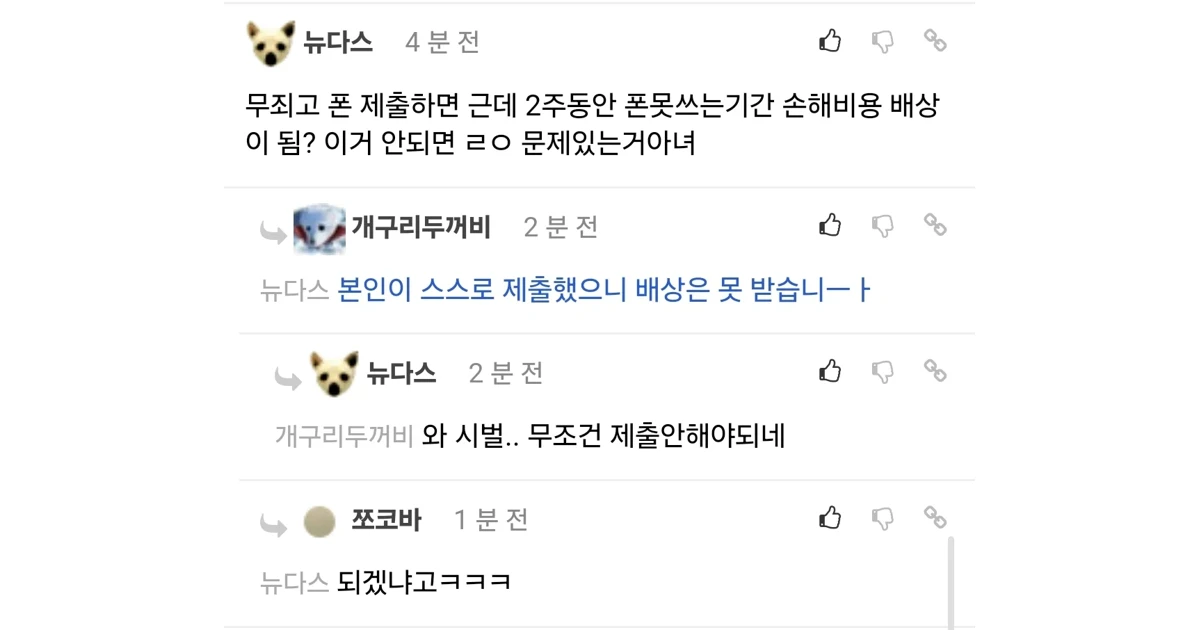 뉴다스 4 분 전
무죄고 폰 제출하면 근데 2주동안 폰못쓰는기간 손해비용 배상
이 됨? 이거 안되면 ㄹㅇ 문제있는거아녀
개구리두꺼비 2 분 전
뉴다스 본인이 스스로 제출했으니 배상은 못 받습니ㅡㅏ
뉴다스 2 분 전
개구리두꺼비 와 시벌.. 무조건 제출안해야되네
쪼코바 1 분 전
뉴다스 되겠냐고ㅋㅋㅋ